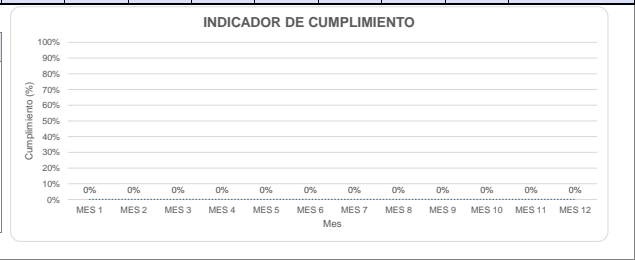 INDICADOR DE CUMPLIMIENTO
100%
90%
80%
70%
60%
50%
40%
30%
20%
10%
0%
Cumplimiento (%)
0% 0% 0% 0% 0% 0% 0% 0% 0% 0% 0% 0%
MES 1 MES 2 MES 3 MES 4 MES 5 MES 6 MES 7 MES 8 MES 9 MES 10 MES 11 MES 12
Mes